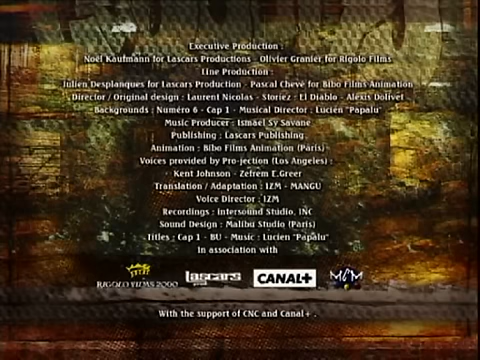 Executive Production :
Noël Kaufmann for Lascars Productions - Olivier Granier for Rigolo Films
Line Production :
Julien Desplanques for Lascars Production - Pascal Chevé for Bibo Films Animation
Director / Original design : Laurent Nicolas - Storiez : El Diablo - Alexis Dolivet
Backgrounds : Numéro 6 - Cap 1 - Musical Director : Lucien "Papalu"
Music Producer : Ismaël Sy Savane
Publishing : Lascars Publishing
Animation : Bibo Films Animation (Paris)
Voices provided by Pro-jection (Los Angeles) :
Kent Johnson - Zefrem E.Greer
Translation / Adaptation : IZM - MANGU
Voice Director : IZM
Recordings : Intersound Studio, INC
Sound Design : Malibu Studio (Paris)
Titles : Cap 1 - BU - Music : Lucien "Papalu"
In association with
RIGOLO FILMS 2000
Lascars
CANAL+
MCM
With the support of CNC and Canal+ .